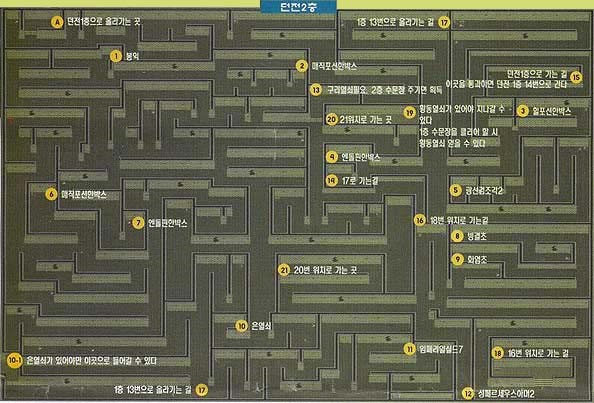 던전2층
A 던전1층으로 올라가는 곳
1층 13번으로 올라가는 길 17
1 봉익
2 매직포션한박스
던전1층으로 가는 길 15
이곳을 통과하면 던전 1층 14번으로 간다
13 구리열쇠필요, 2층 수문장 주기면 획득
20 21위치로 가는 곳
19 황동열쇠가 있어야 지나갈 수
있다
1층 수문장을 클리어 할 시
황동열쇠 얻을 수 있다
3 힐포션한박스
4 엔틀원한박스
14 17로 가는길
5 광선검조각2
6 매직포션한박스
7 엔틀원한박스
16 18번 위치로 가는길
8 빙결초
9 화염초
21 20번 위치로 가는 곳
10 은열쇠
11 임페리얼실드7
18 16번 위치로 가는 길
10-1 은열쇠가 있어야만 이곳으로 들어갈 수 있다
1층 13번으로 올라가는 길 17
12 성페르세우스아머2